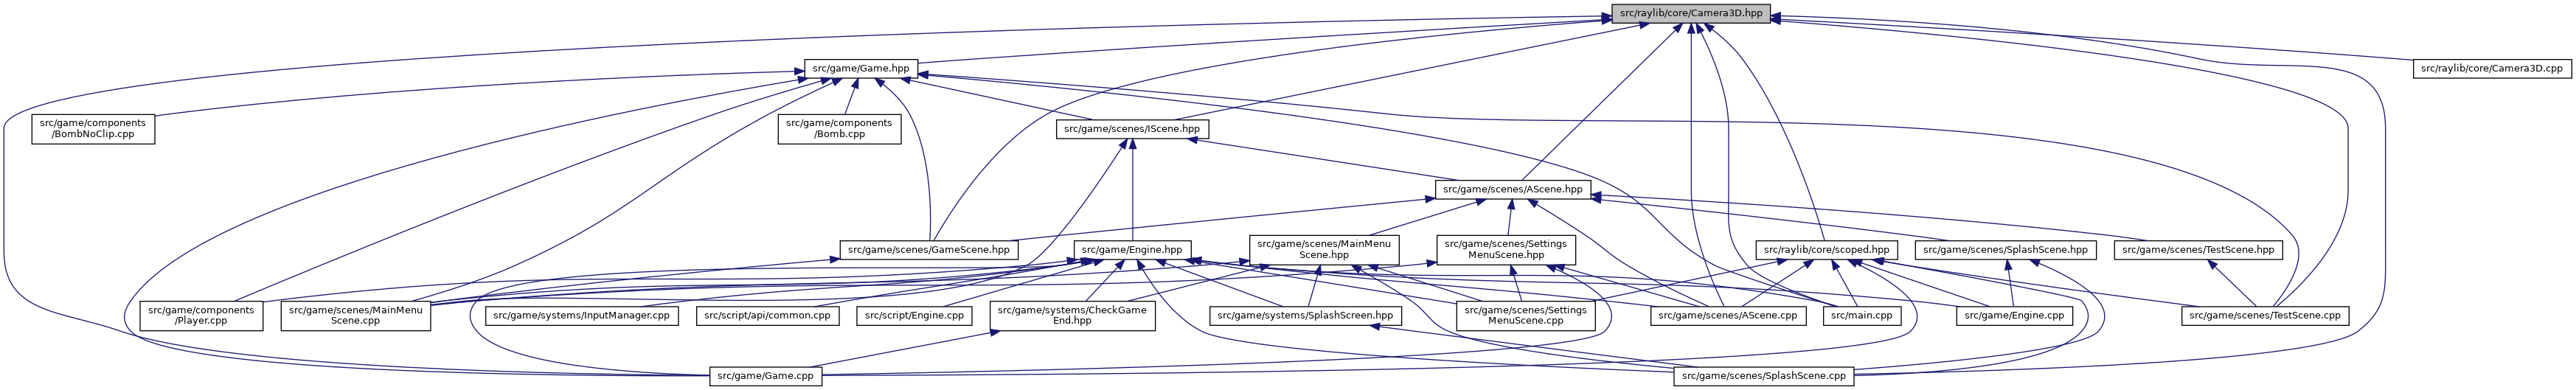 src/raylib/core/Camera3D.hpp
src/game/Game.hpp
src/raylib/core/Camera3D.cpp
src/game/components
/BombNoClip.cpp
src/game/components
/Bomb.cpp
src/game/scenes/IScene.hpp
src/game/scenes/AScene.hpp
src/game/scenes/GameScene.hpp
src/game/Engine.hpp
src/game/scenes/MainMenu
Scene.hpp
src/game/scenes/Settings
MenuScene.hpp
src/raylib/core/scoped.hpp
src/game/scenes/SplashScene.hpp
src/game/scenes/TestScene.hpp
src/game/components
/Player.cpp
src/game/scenes/MainMenu
Scene.cpp
src/game/systems/InputManager.cpp
src/script/api/common.cpp
src/script/Engine.cpp
src/game/systems/CheckGame
End.hpp
src/game/systems/SplashScreen.hpp
src/game/scenes/Settings
MenuScene.cpp
src/game/scenes/AScene.cpp
src/main.cpp
src/game/Engine.cpp
src/game/scenes/TestScene.cpp
src/game/Game.cpp
src/game/scenes/SplashScene.cpp